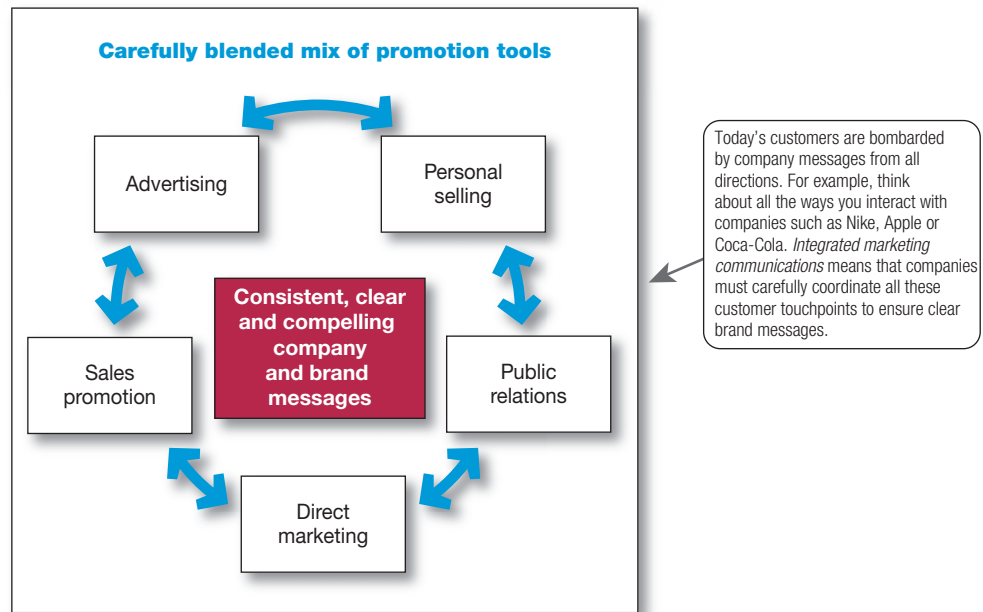 Carefully blended mix of promotion tools
Advertising
Personal
selling
Consistent, clear
and compelling
company
and brand
messages
Sales
promotion
Public
relations
Direct
marketing
Today's customers are bombarded
by company messages from all
directions. For example, think
about all the ways you interact with
companies such as Nike, Apple or
Coca-Cola. Integrated marketing
communications means that companies
must carefully coordinate all these
customer touchpoints to ensure clear
brand messages.